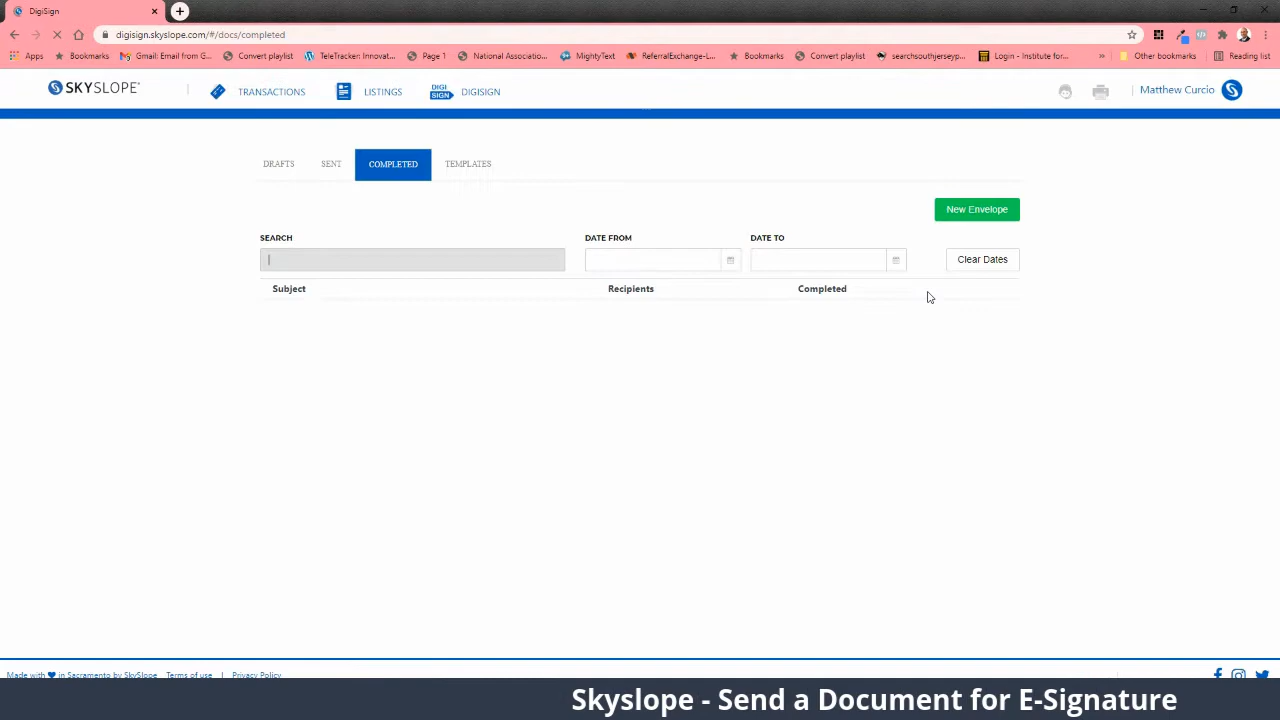 DigiSign
digisign.skyslope.com/#/docs/completed
Apps Bookmarks Gmail: Email from G... Convert playlist TeleTracker: Innovat... Page 1 National Associatio... MightyText ReferralExchange-L... Bookmarks Convert playlist searchsouthjerseyp... Login - Institute for... » Other bookmarks Reading list
SKYSLOPE TRANSACTIONS LISTINGS DIGI SIGN DIGISIGN Matthew Curcio
DRAFTS SENT COMPLETED TEMPLATES
New Envelope
SEARCH DATE FROM DATE TO
Clear Dates
Subject Recipients Completed
Made with in Sacramento by SkySlope Terms of use | Privacy Policy
Skyslope - Send a Document for E-Signature